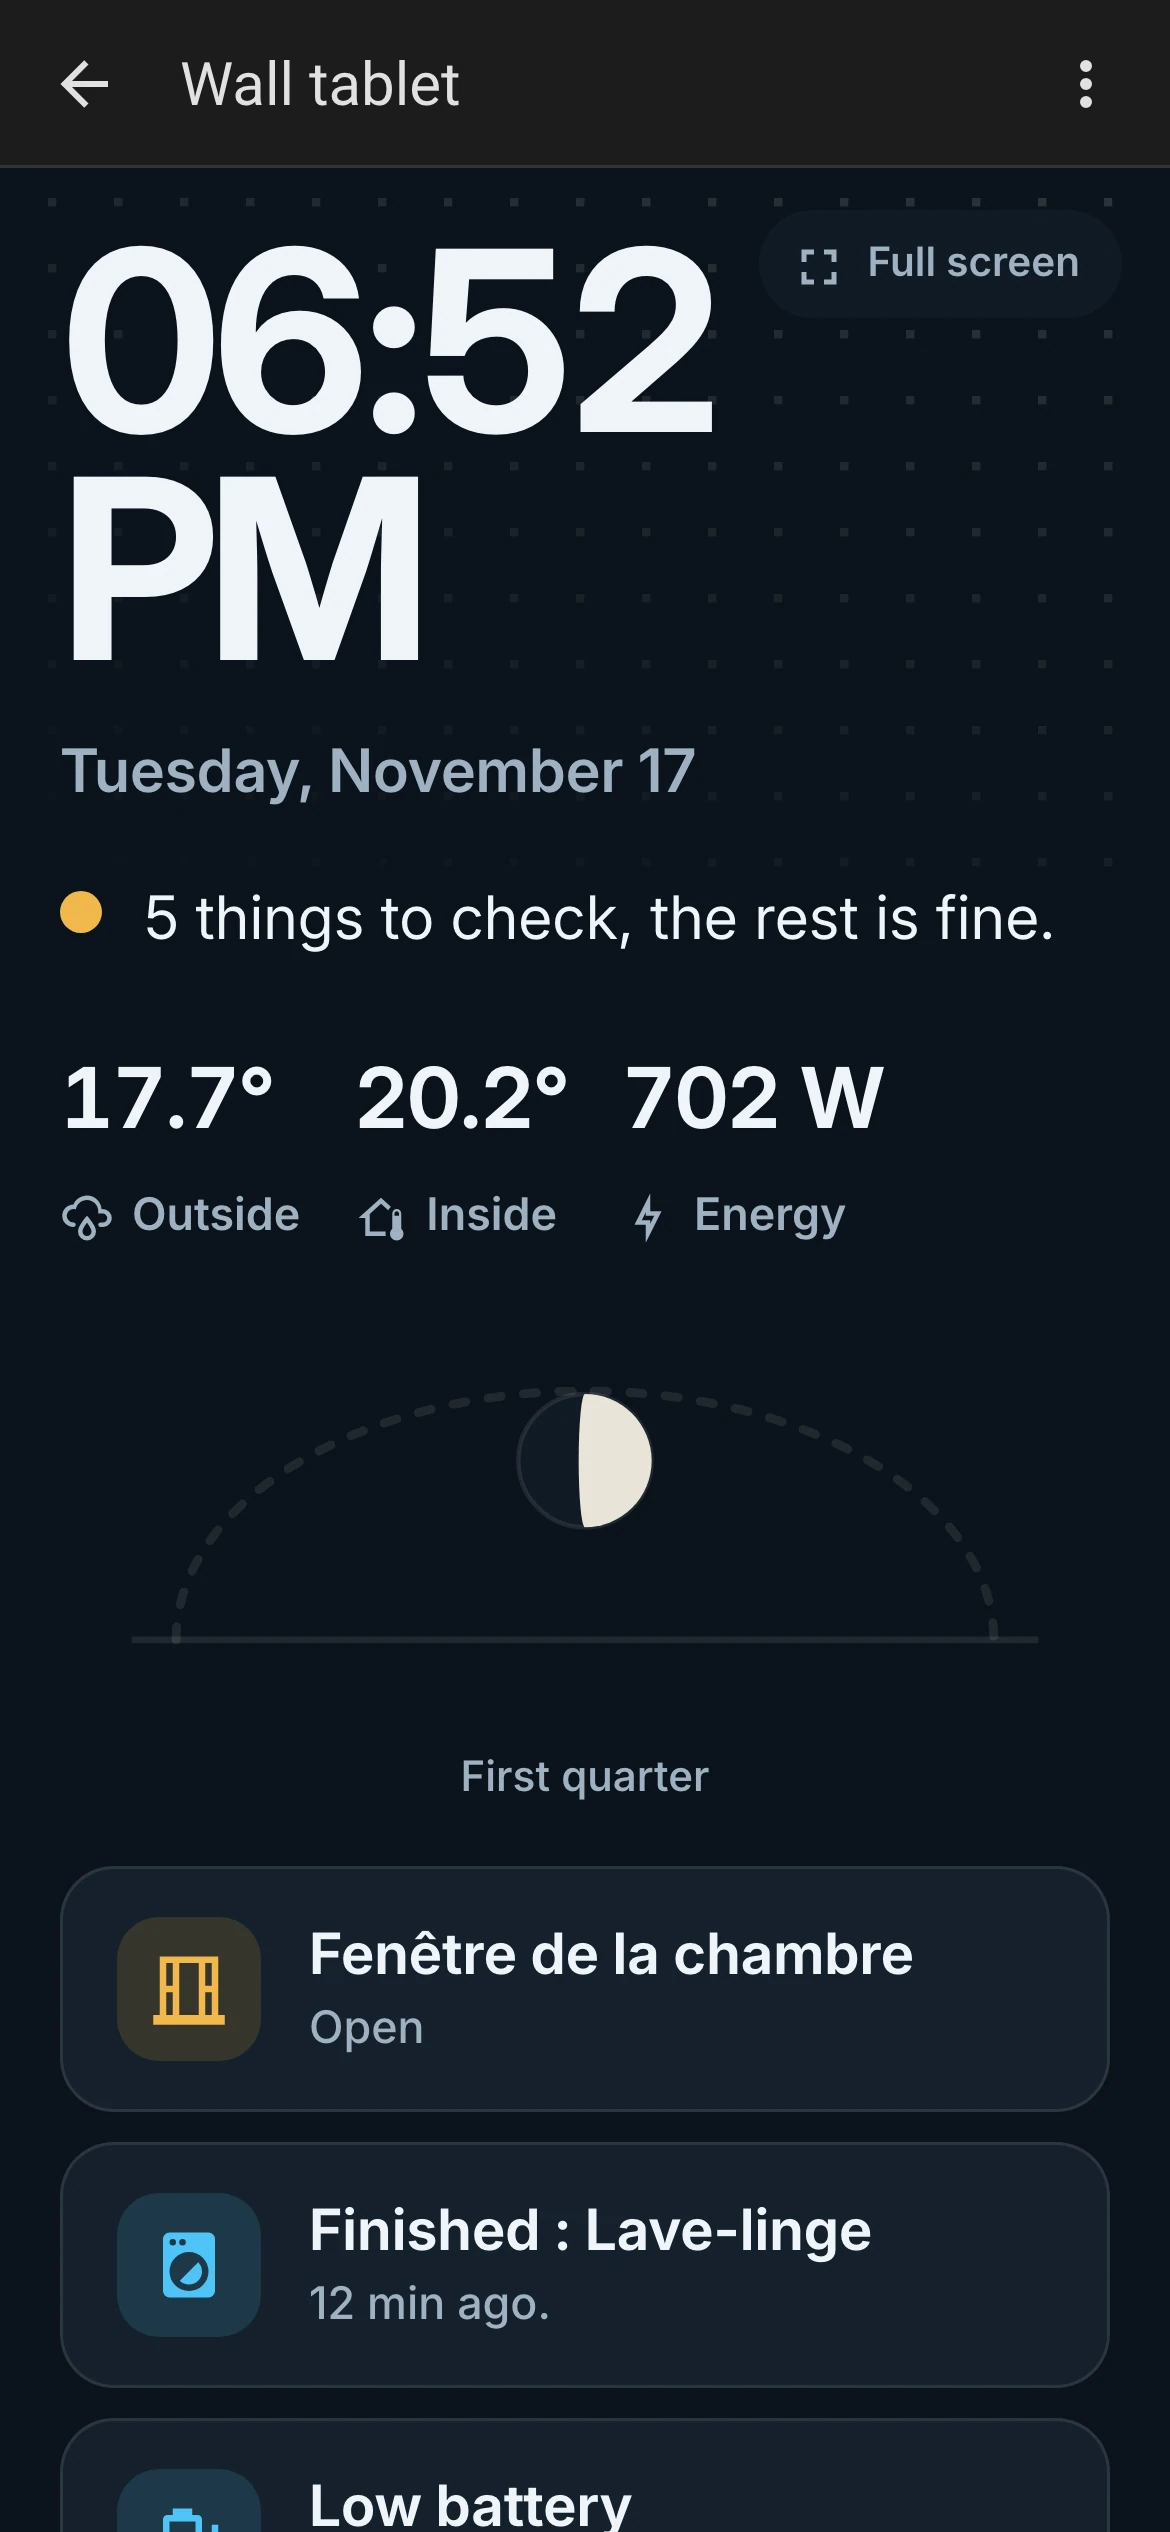 Wall tablet
06:52
PM
Full screen
Tuesday, November 17
5 things to check, the rest is fine.
17.7° 20.2° 702 W
Outside Inside Energy
First quarter
Fenêtre de la chambre
Open
Finished : Lave-linge
12 min ago.
Low battery